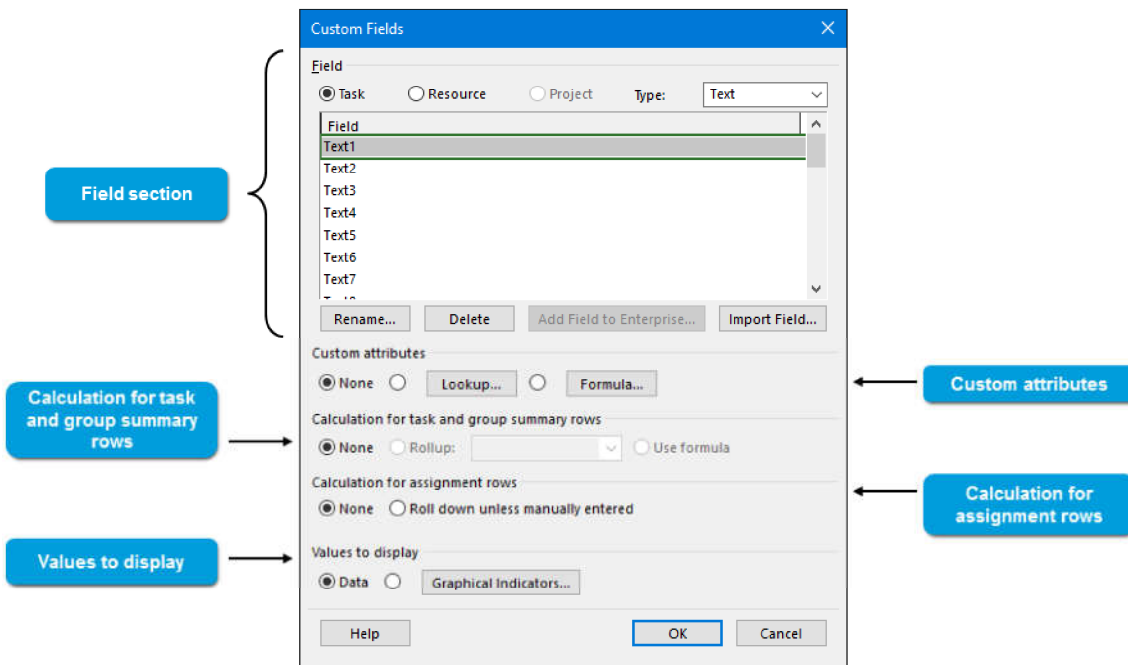 Custom Fields
Field
Task Resource Project Type: Text
Field
Text1
Text2
Text3
Text4
Text5
Text6
Text7
Rename... Delete Add Field to Enterprise... Import Field...
Custom attributes
None Lookup... Formula...
Calculation for task and group summary rows
None Rollup: Use formula
Calculation for assignment rows
None Roll down unless manually entered
Values to display
Data Graphical Indicators...
Help OK Cancel
Field section
Calculation for task
and group summary
rows
Values to display
Custom attributes
Calculation for
assignment rows